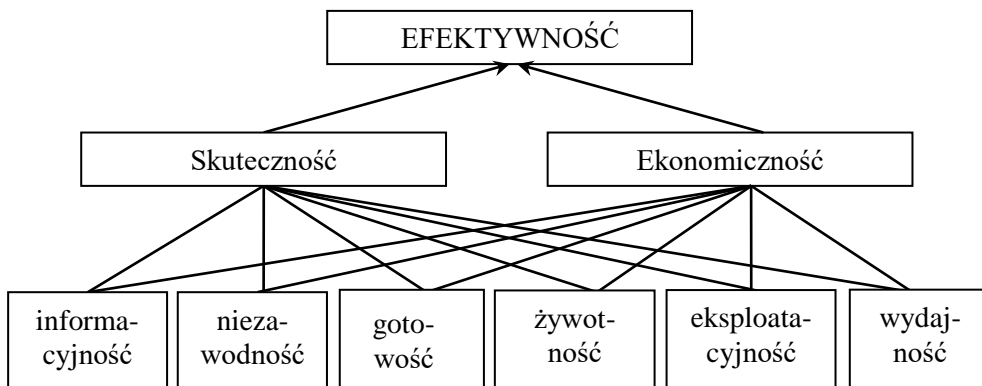 EFEKTYWNOŚĆ
Skuteczność
Ekonomiczność
informa-
cyjność
nieza-
wodność
goto-
wość
żywot-
ność
eksploata-
cyjność
wydaj-
ność